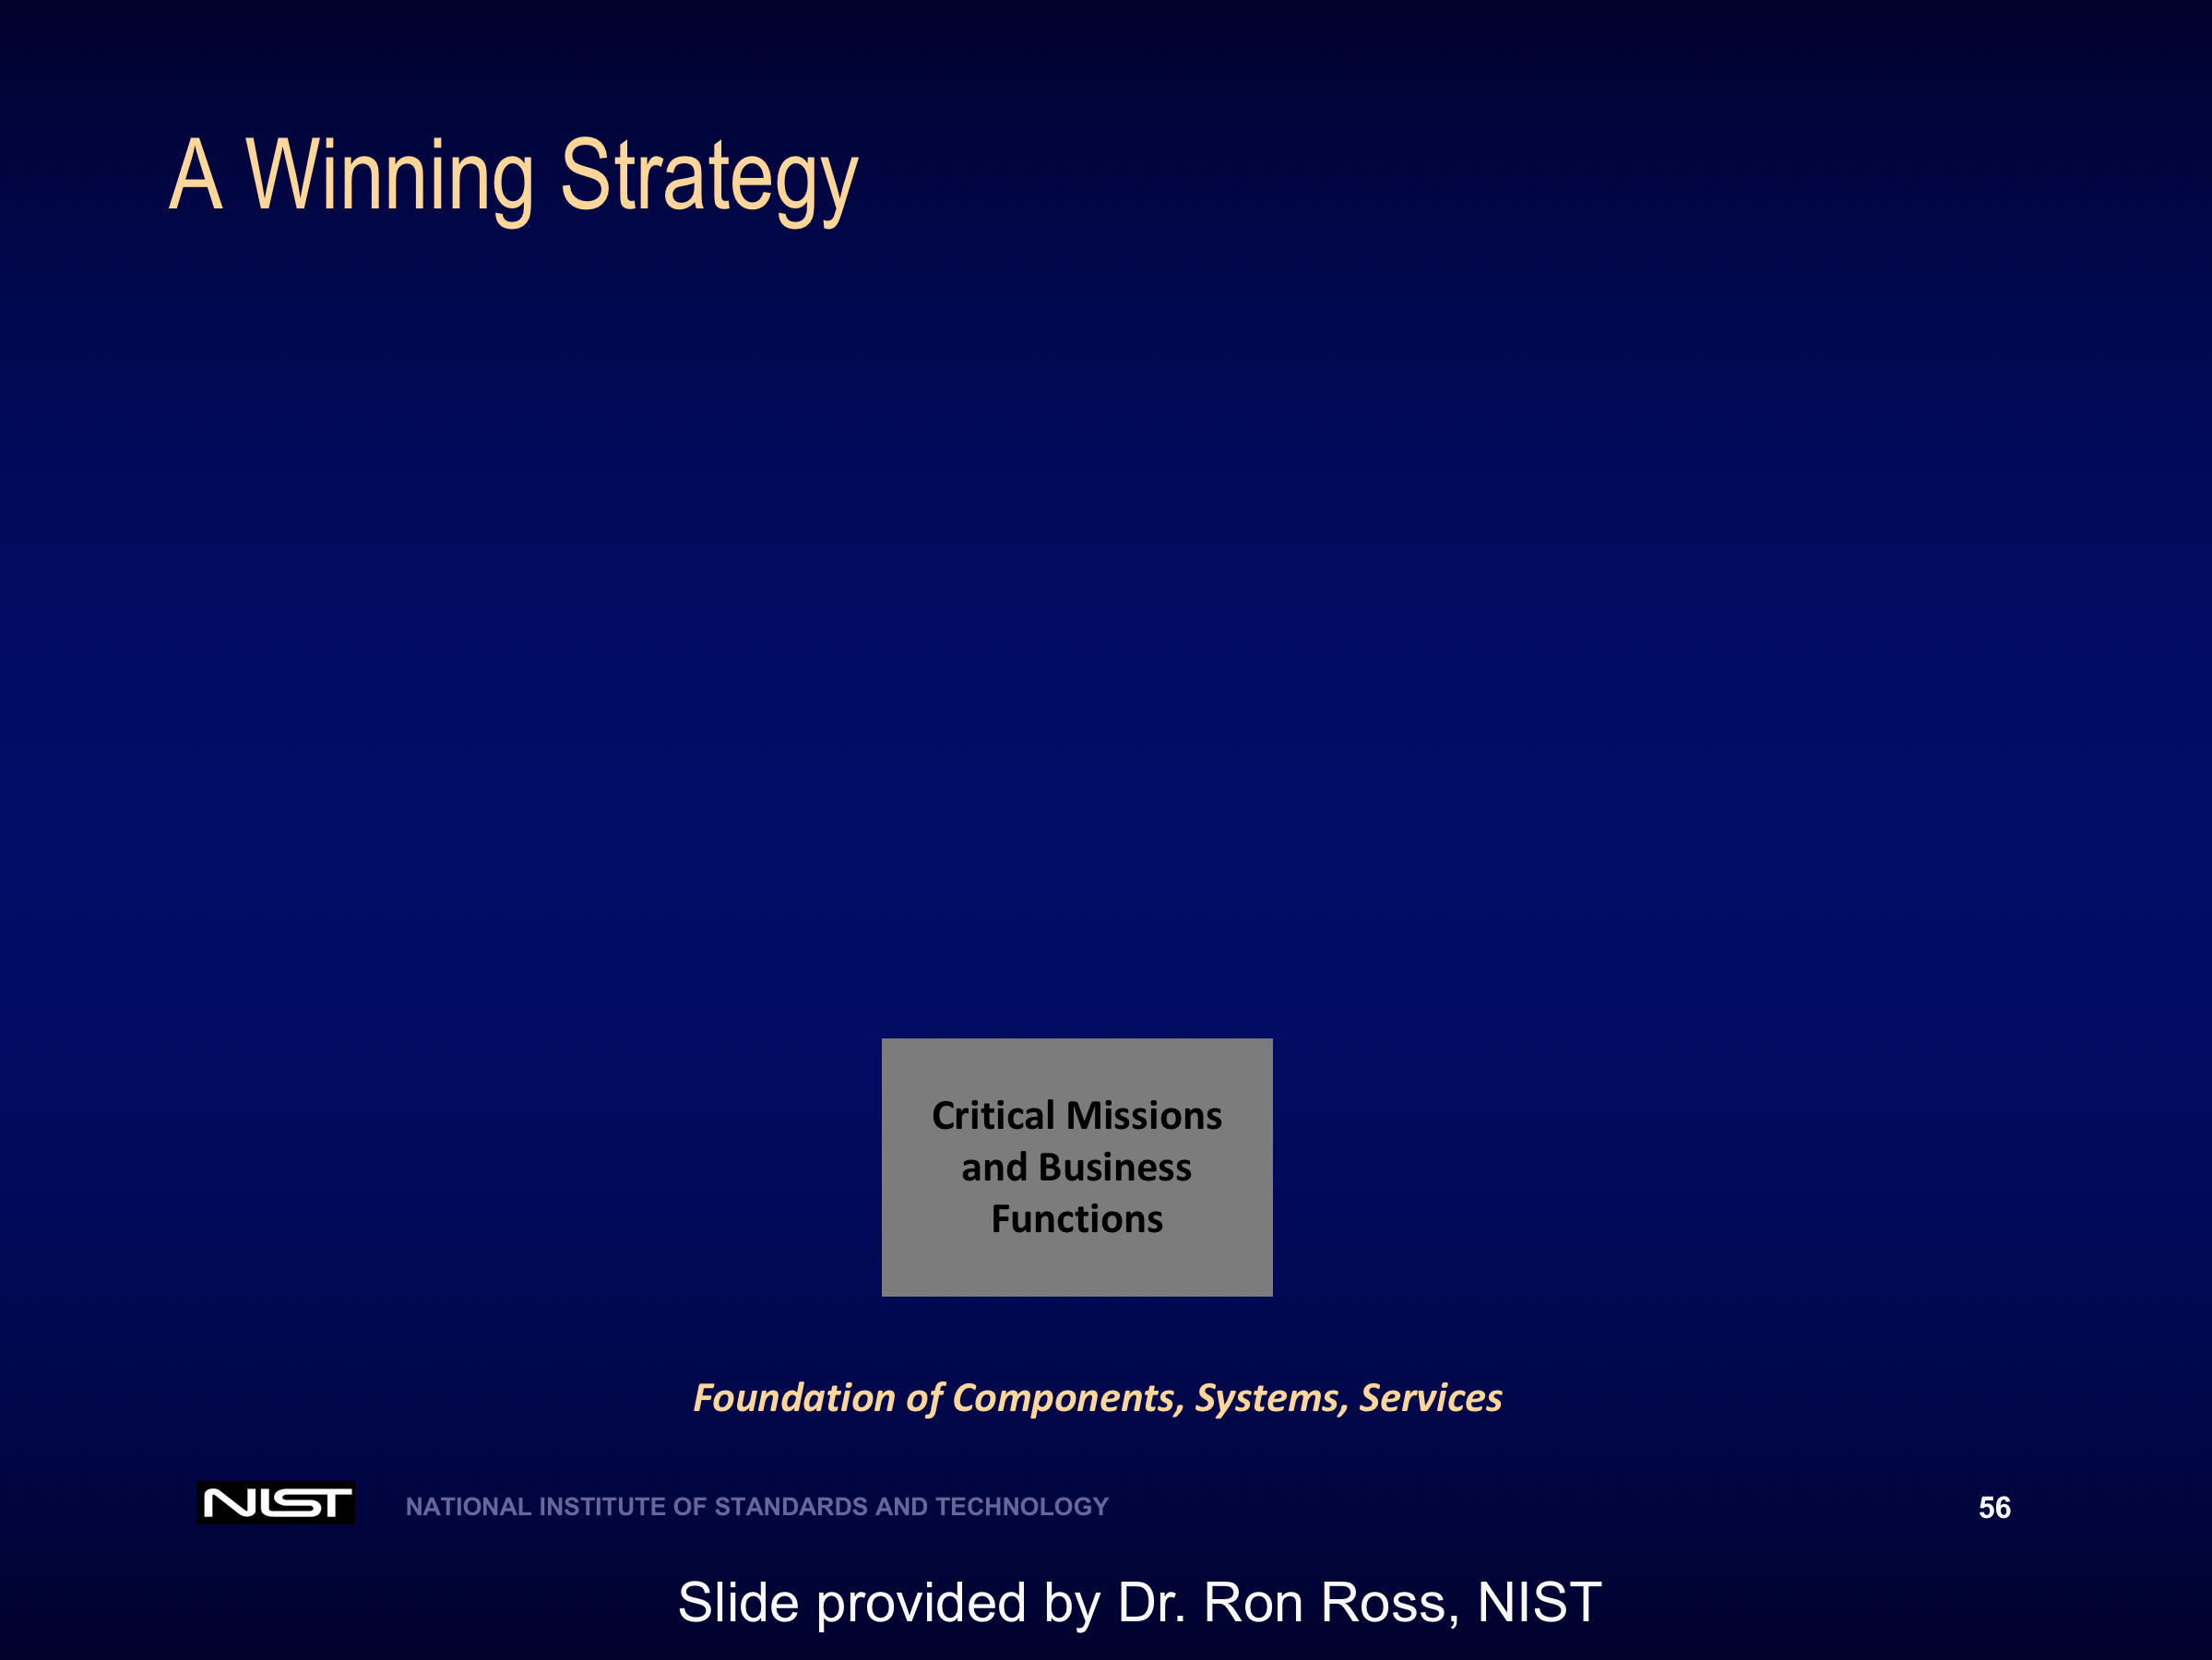 A Winning Strategy
Critical Missions
and Business
Functions
Foundation of Components, Systems, Services
NIST
NATIONAL INSTITUTE OF STANDARDS AND TECHNOLOGY
56
Slide provided by Dr. Ron Ross, NIST